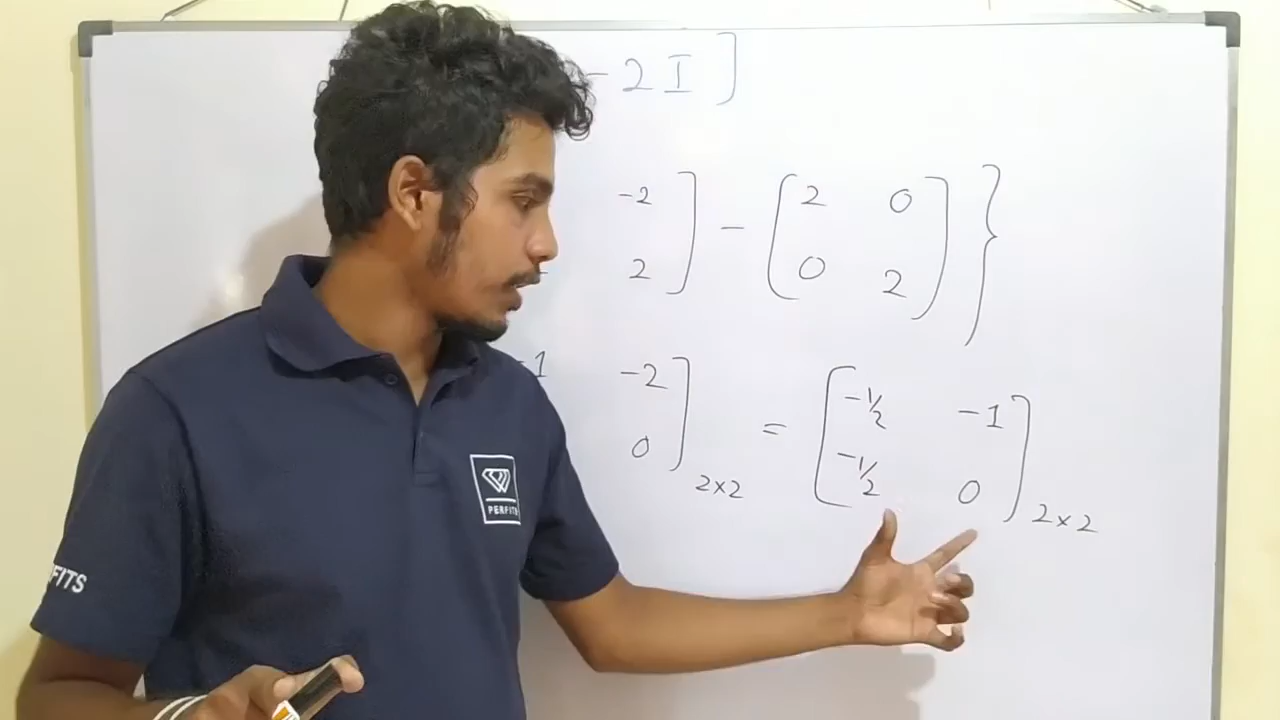 - 2 I ]
-2 ] - [ 2 0 }
2 0 2
-1 -2 ] = [ -1/2 -1 ]
0 2×2 -1/2 0 2×2
PERFITS
FITS